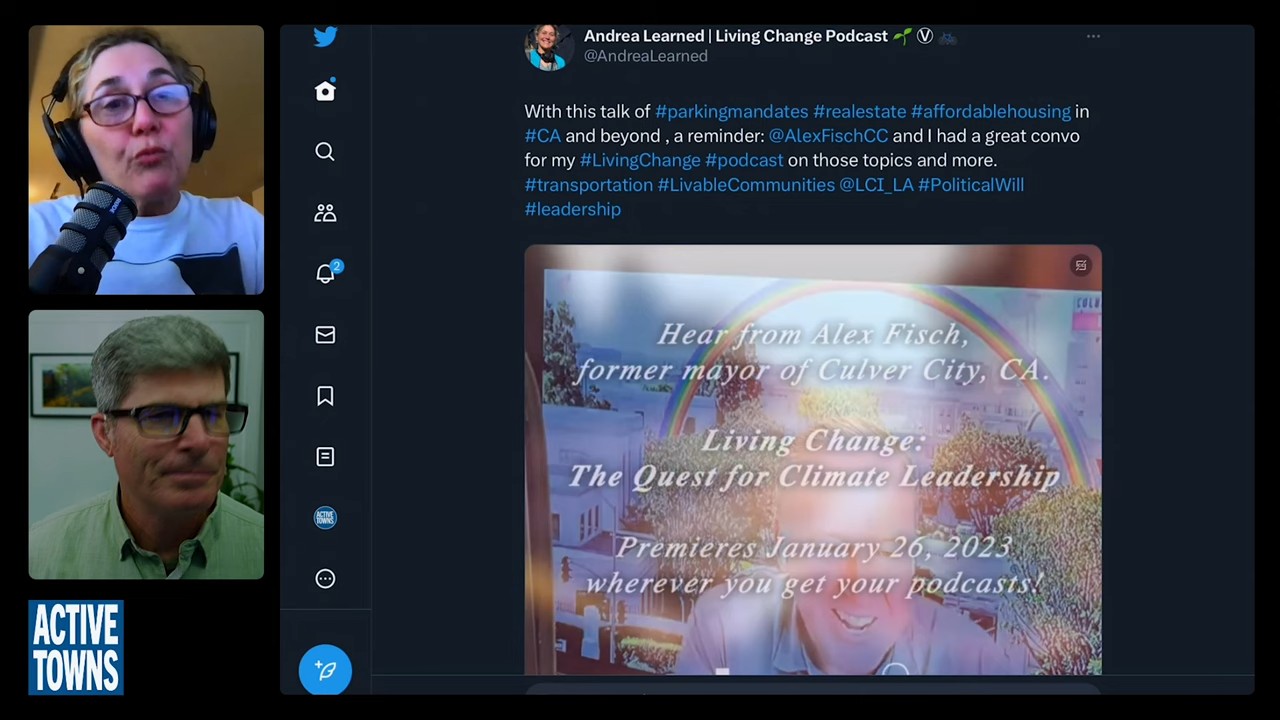 Andrea Learned | Living Change Podcast 🌱 Ⓥ 🚲
@AndreaLearned
With this talk of #parkingmandates #realestate #affordablehousing in
#CA and beyond , a reminder: @AlexFischCC and I had a great convo
for my #LivingChange #podcast on those topics and more.
#transportation #LivableCommunities @LCI_LA #PoliticalWill
#leadership
2
ACTIVE
TOWNS
Hear from Alex Fisch,
former mayor of Culver City, CA.
Living Change:
The Quest for Climate Leadership
Premieres January 26, 2023
wherever you get your podcasts!
ACTIVE
TOWNS